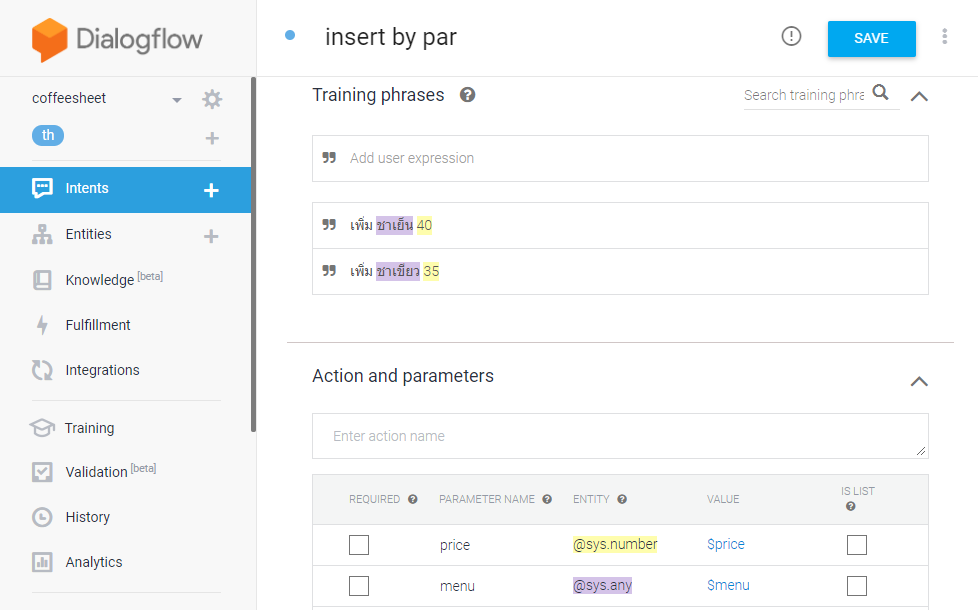 Dialogflow
insert by par
SAVE
coffeesheet
th
Intents
Entities
Knowledge [beta]
Fulfillment
Integrations
Training
Validation [beta]
History
Analytics
Training phrases
Search training phra
Add user expression
เพิ่ม ชาเย็น 40
เพิ่ม ชาเขียว 35
Action and parameters
Enter action name
REQUIRED PARAMETER NAME ENTITY VALUE IS LIST
price @sys.number $price
menu @sys.any $menu